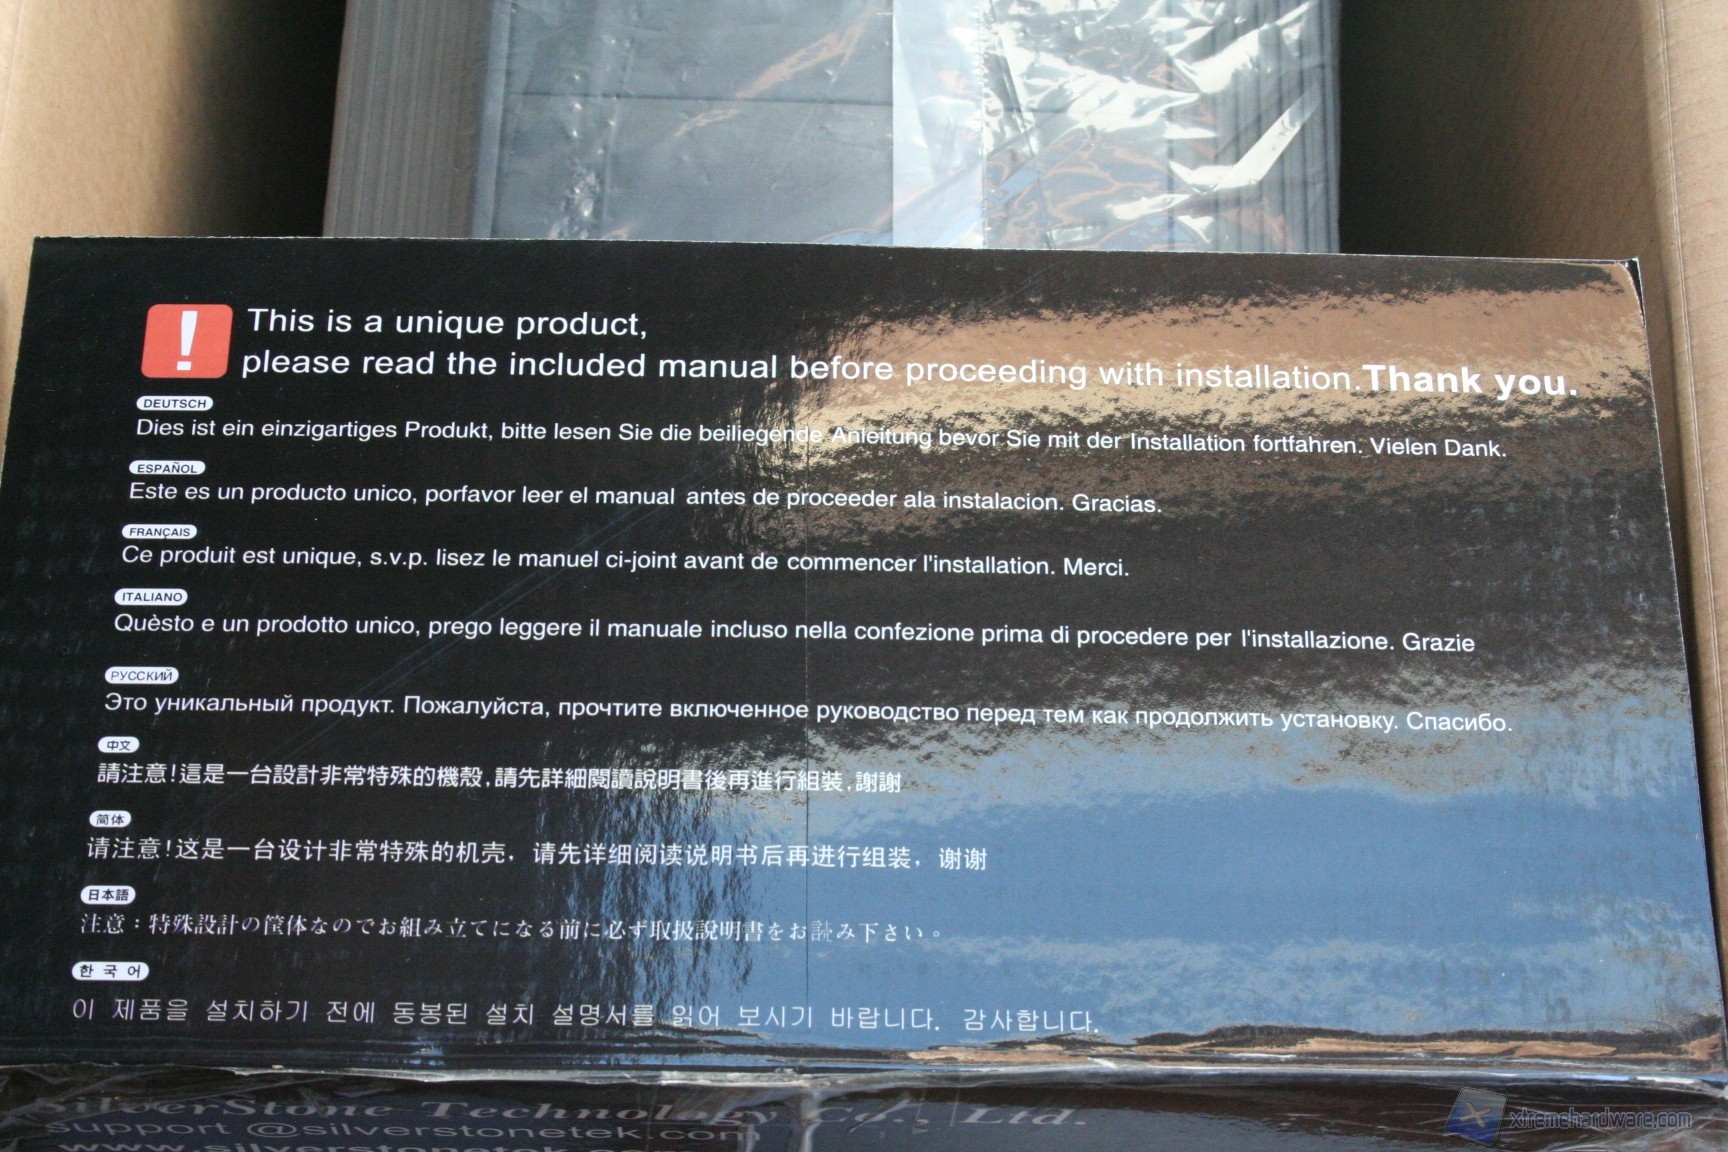 This is a unique product,
please read the included manual before proceeding with installation.Thank you.
DEUTSCH
Dies ist ein einzigartiges Produkt, bitte lesen Sie die beiliegende Anleitung bevor Sie mit der Installation fortfahren. Vielen Dank.
ESPAÑOL
Este es un producto unico, porfavor leer el manual antes de proceeder ala instalacion. Gracias.
FRANÇAIS
Ce produit est unique, s.v.p. lisez le manuel ci-joint avant de commencer l'installation. Merci.
ITALIANO
Quèsto e un prodotto unico, prego leggere il manuale incluso nella confezione prima di procedere per l'installazione. Grazie
РУССКИЙ
Это уникальный продукт. Пожалуйста, прочтите включенное руководство перед тем как продолжить установку. Спасибо.
中文
請注意!這是一台設計非常特殊的機殼,請先詳細閱讀說明書後再進行組裝,謝謝
简体
请注意!这是一台设计非常特殊的机壳，请先详细阅读说明书后再进行组装，谢谢
日本語
注意：特殊設計の筐体なのでお組み立てになる前に必ず取扱説明書をお読み下さい。
한국어
이 제품을 설치하기 전에 동봉된 설치 설명서를 읽어 보시기 바랍니다. 감사합니다.
SilverStone Technology Co., Ltd.
support @silverstonetek.com
www.silverstonetek.com
xtremehardware.com